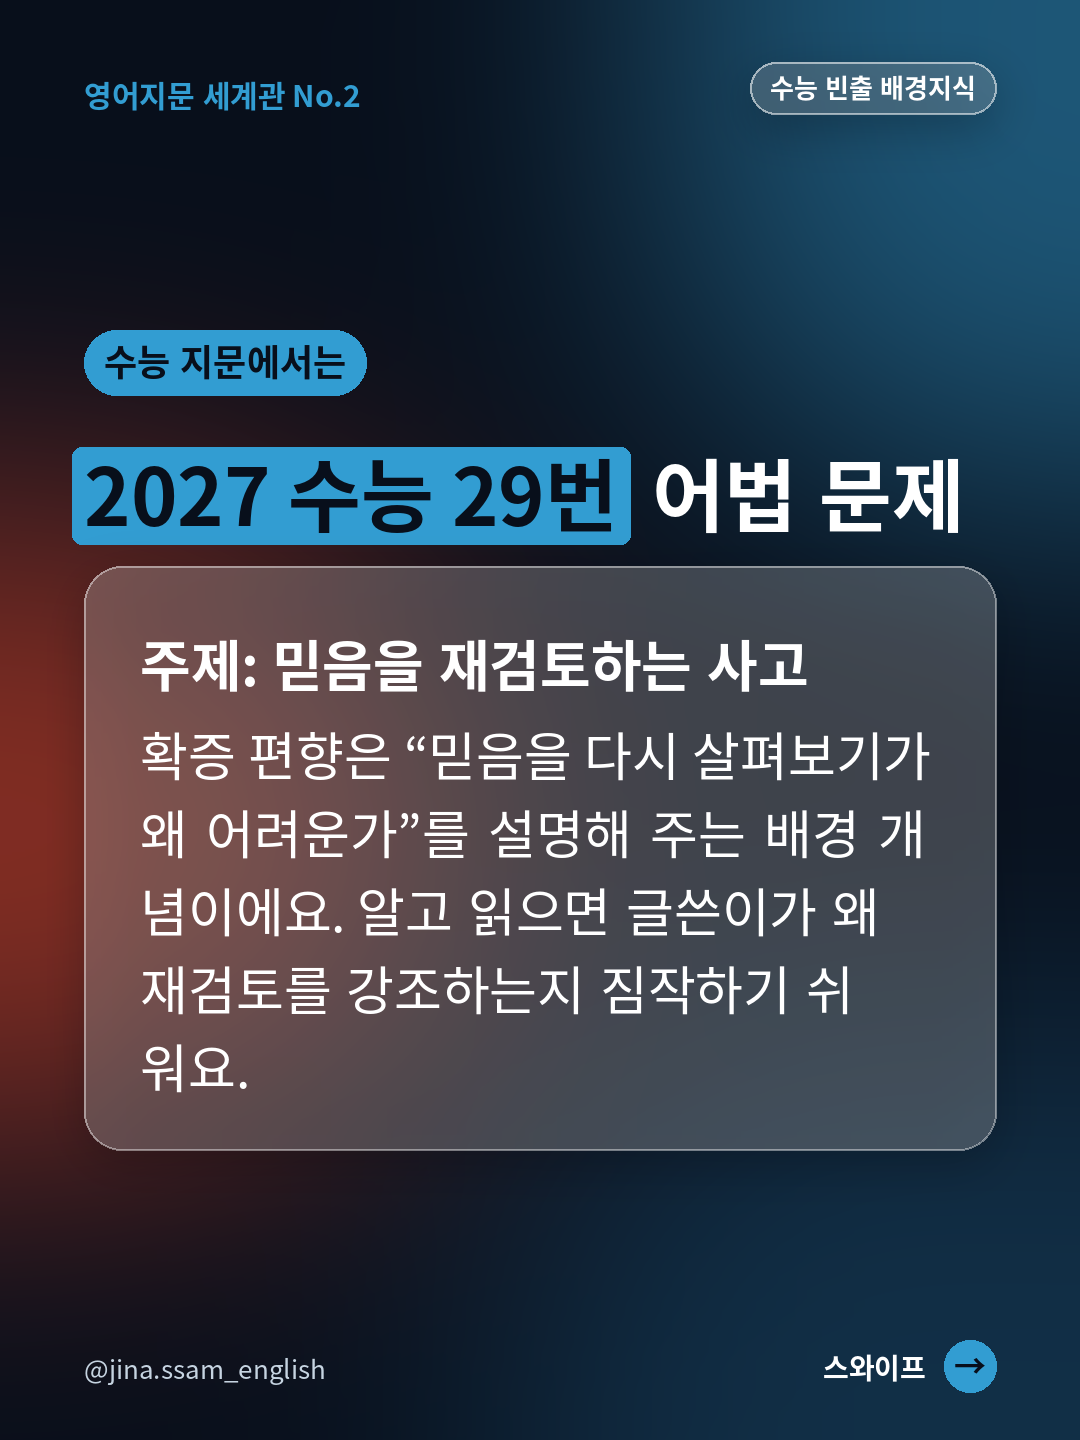 영어지문 세계관 No.2
수능 빈출 배경지식
수능 지문에서는
2027 수능 29번 어법 문제
주제: 믿음을 재검토하는 사고
확증 편향은 “믿음을 다시 살펴보기가
왜 어려운가”를 설명해 주는 배경 개
념이에요. 알고 읽으면 글쓴이가 왜
재검토를 강조하는지 짐작하기 쉬
워요.
@jina.ssam_english
스와이프 →